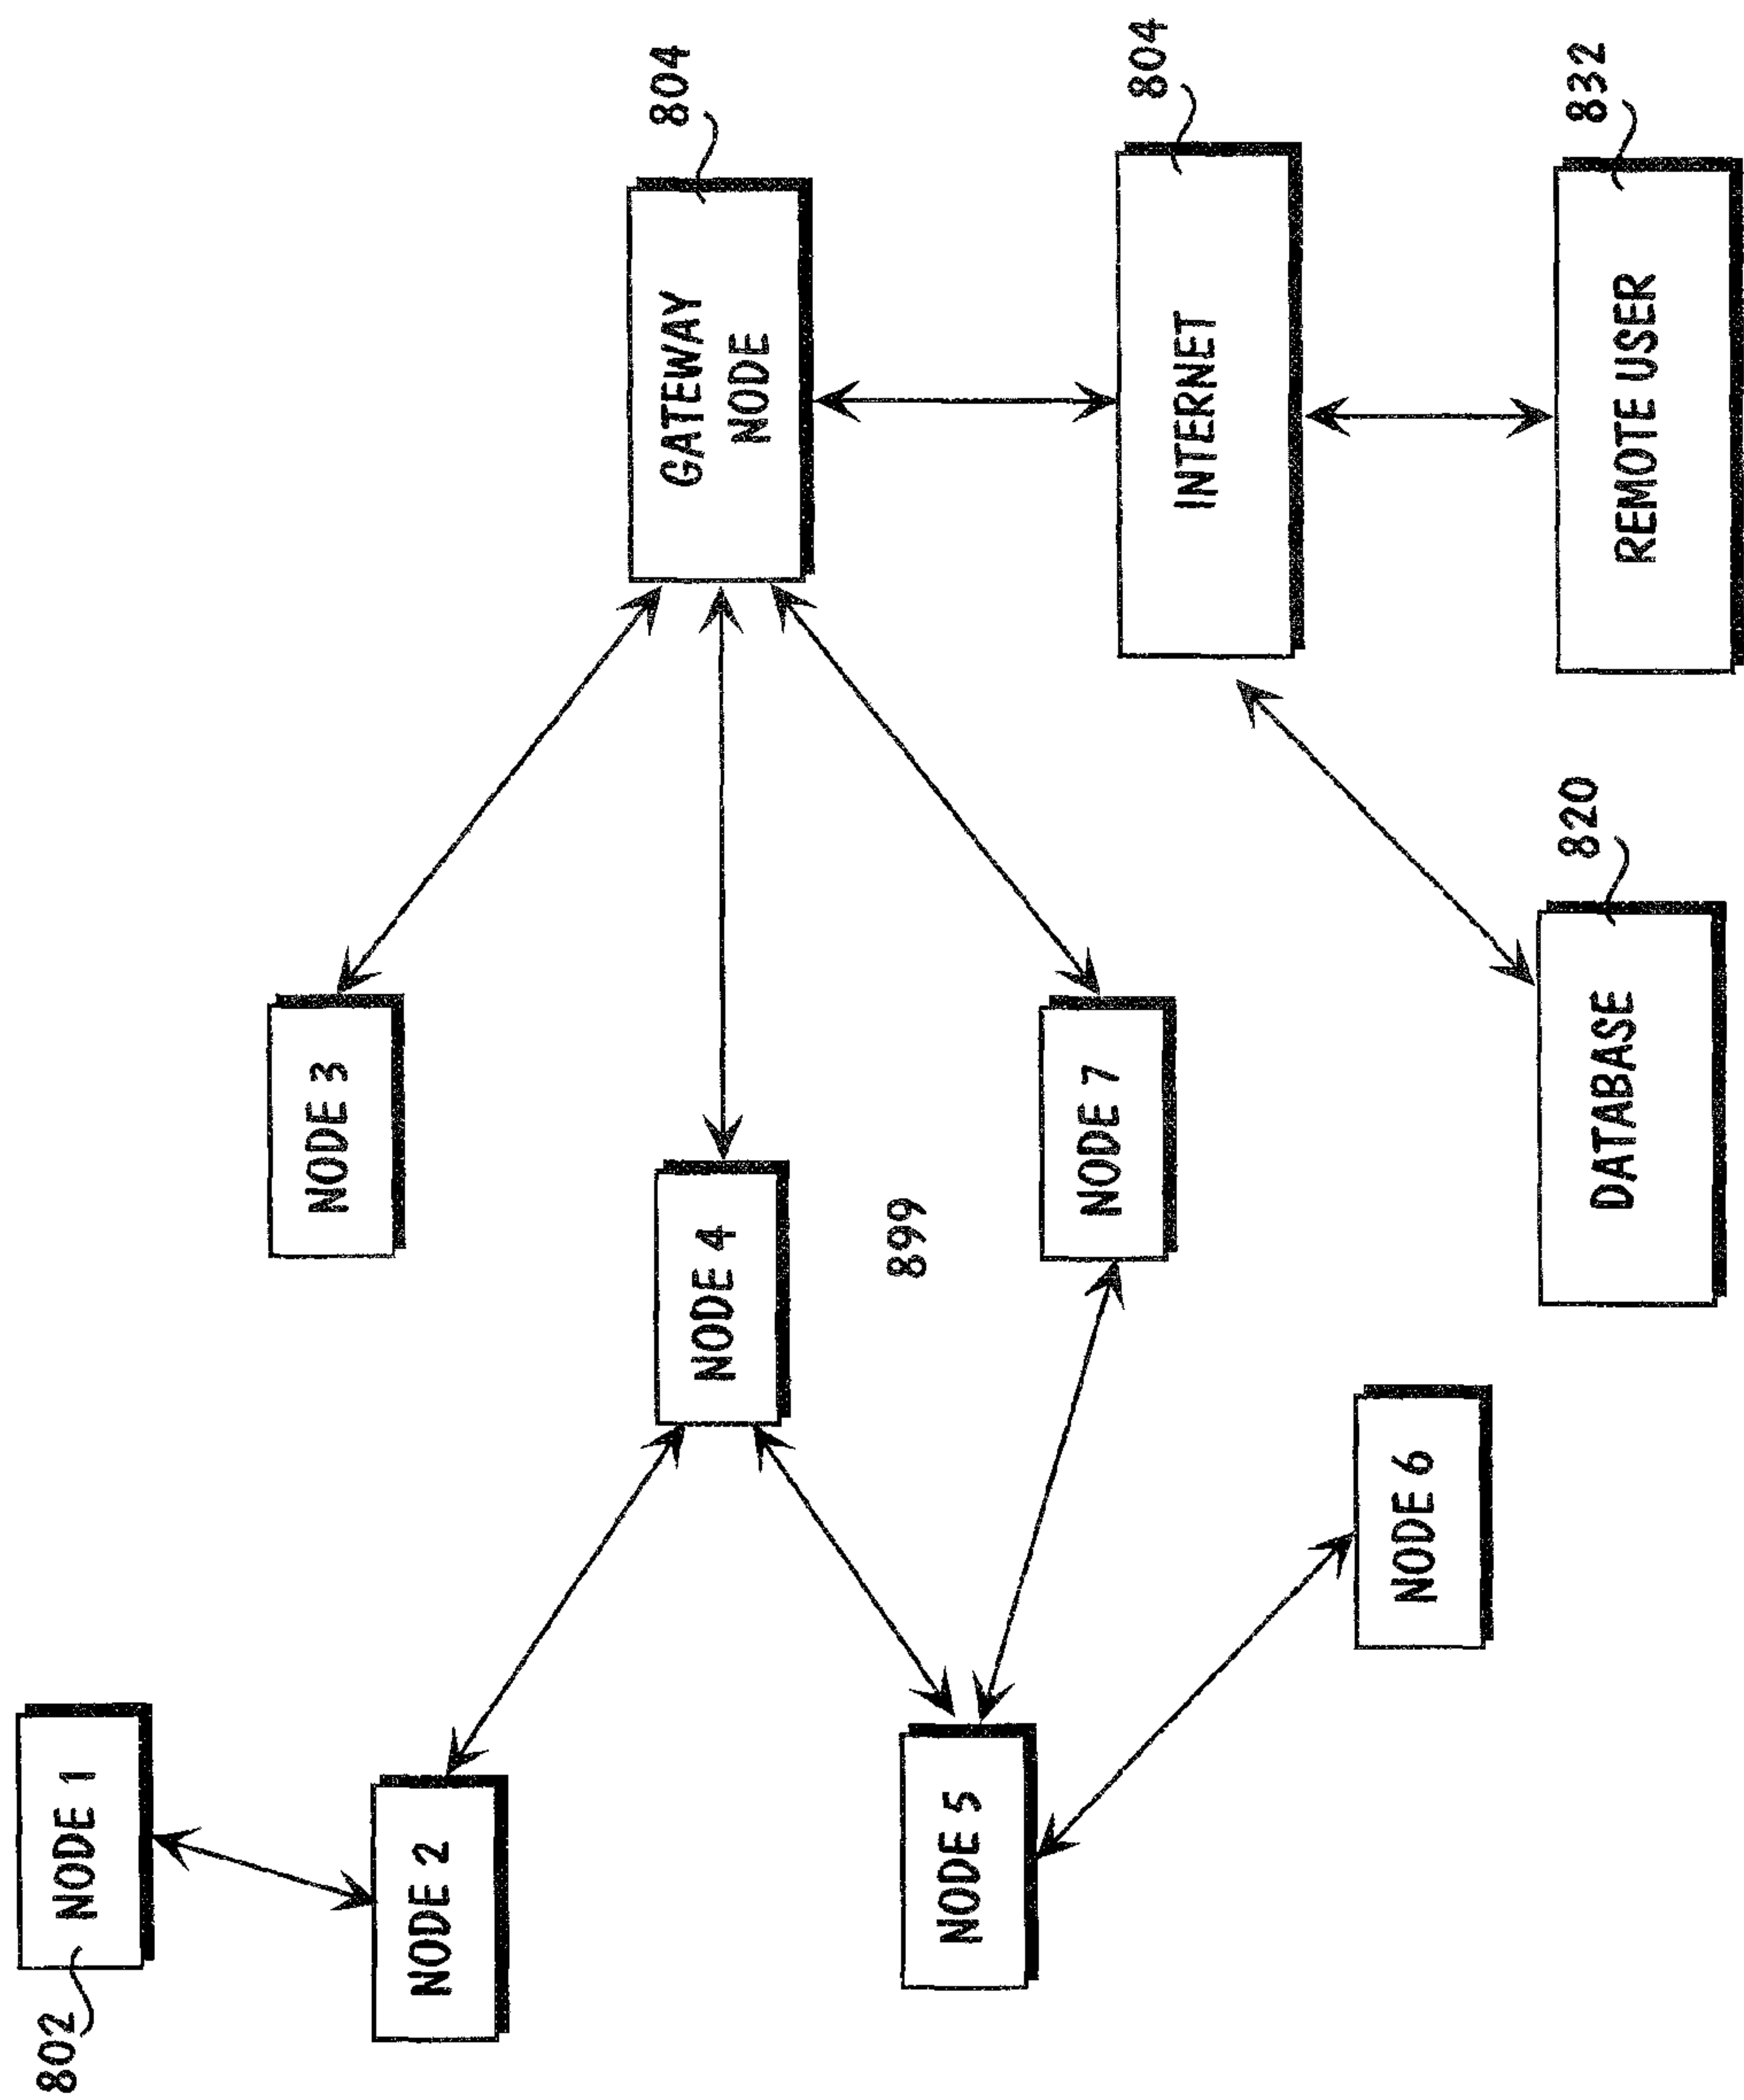 802
NODE 1
NODE 3
NODE 2
804
GATEWAY
NODE
NODE 4
899
NODE 5
NODE 7
804
INTERNET
NODE 6
820
832
DATABASE
REMOTE USER